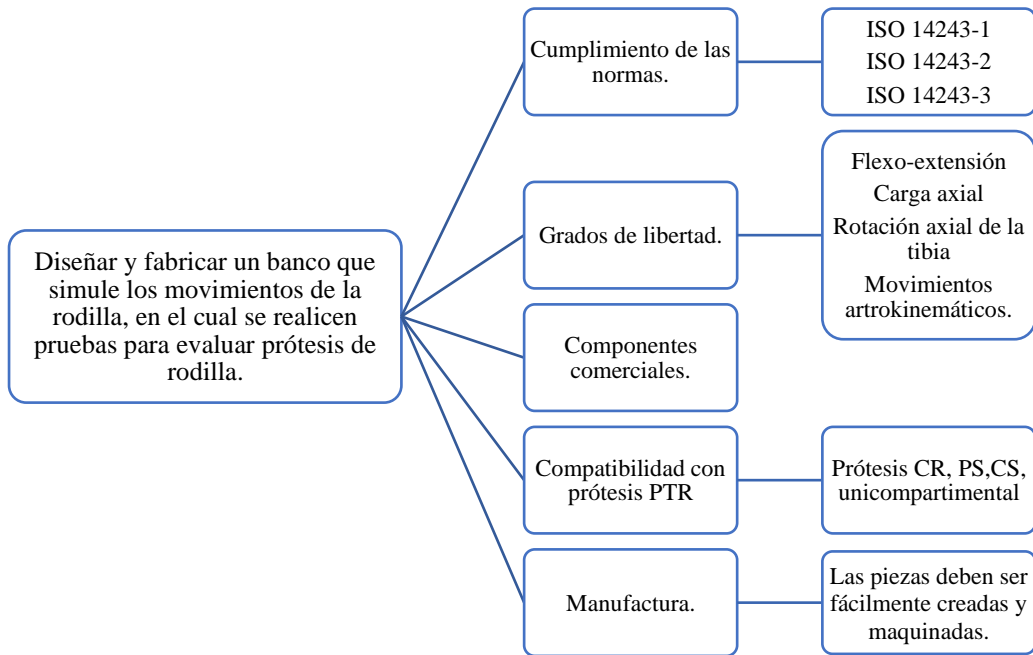 Diseñar y fabricar un banco que
simule los movimientos de la
rodilla, en el cual se realicen
pruebas para evaluar prótesis de
rodilla.
Cumplimiento de las
normas.
ISO 14243-1
ISO 14243-2
ISO 14243-3
Grados de libertad.
Flexo-extensión
Carga axial
Rotación axial de la
tibia
Movimientos
artrokinemáticos.
Componentes
comerciales.
Compatibilidad con
prótesis PTR
Prótesis CR, PS,CS,
unicompartimental
Manufactura.
Las piezas deben ser
fácilmente creadas y
maquinadas.